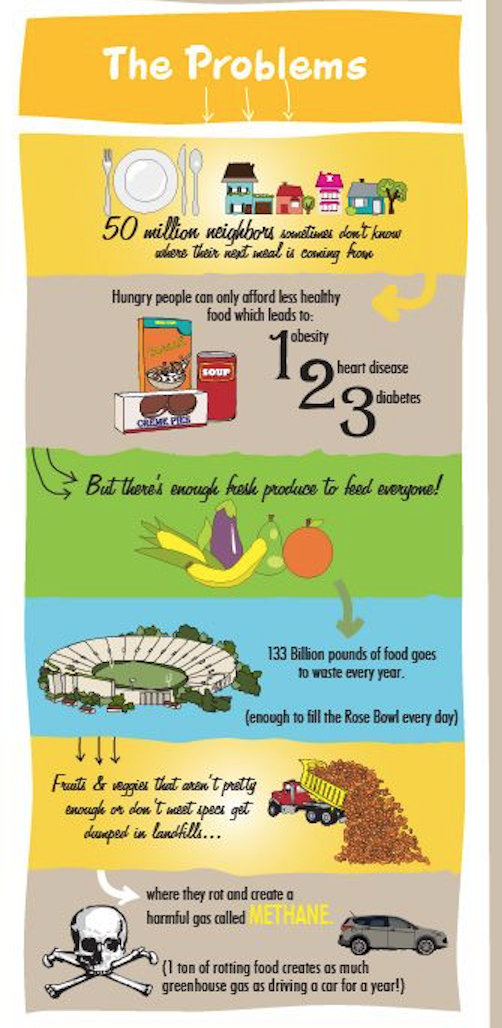 The Problems
50 million neighbors sometimes don't know
where their next meal is coming from
Hungry people can only afford less healthy
food which leads to:
1 obesity
2 heart disease
3 diabetes
SOUP
CREME PIES
But there's enough fresh produce to feed everyone!
133 Billion pounds of food goes
to waste every year.
(enough to fill the Rose Bowl every day)
Fruits & veggies that aren't pretty
enough or don't meet specs get
dumped in landfills...
where they rot and create a
harmful gas called METHANE.
(1 ton of rotting food creates as much
greenhouse gas as driving a car for a year!)